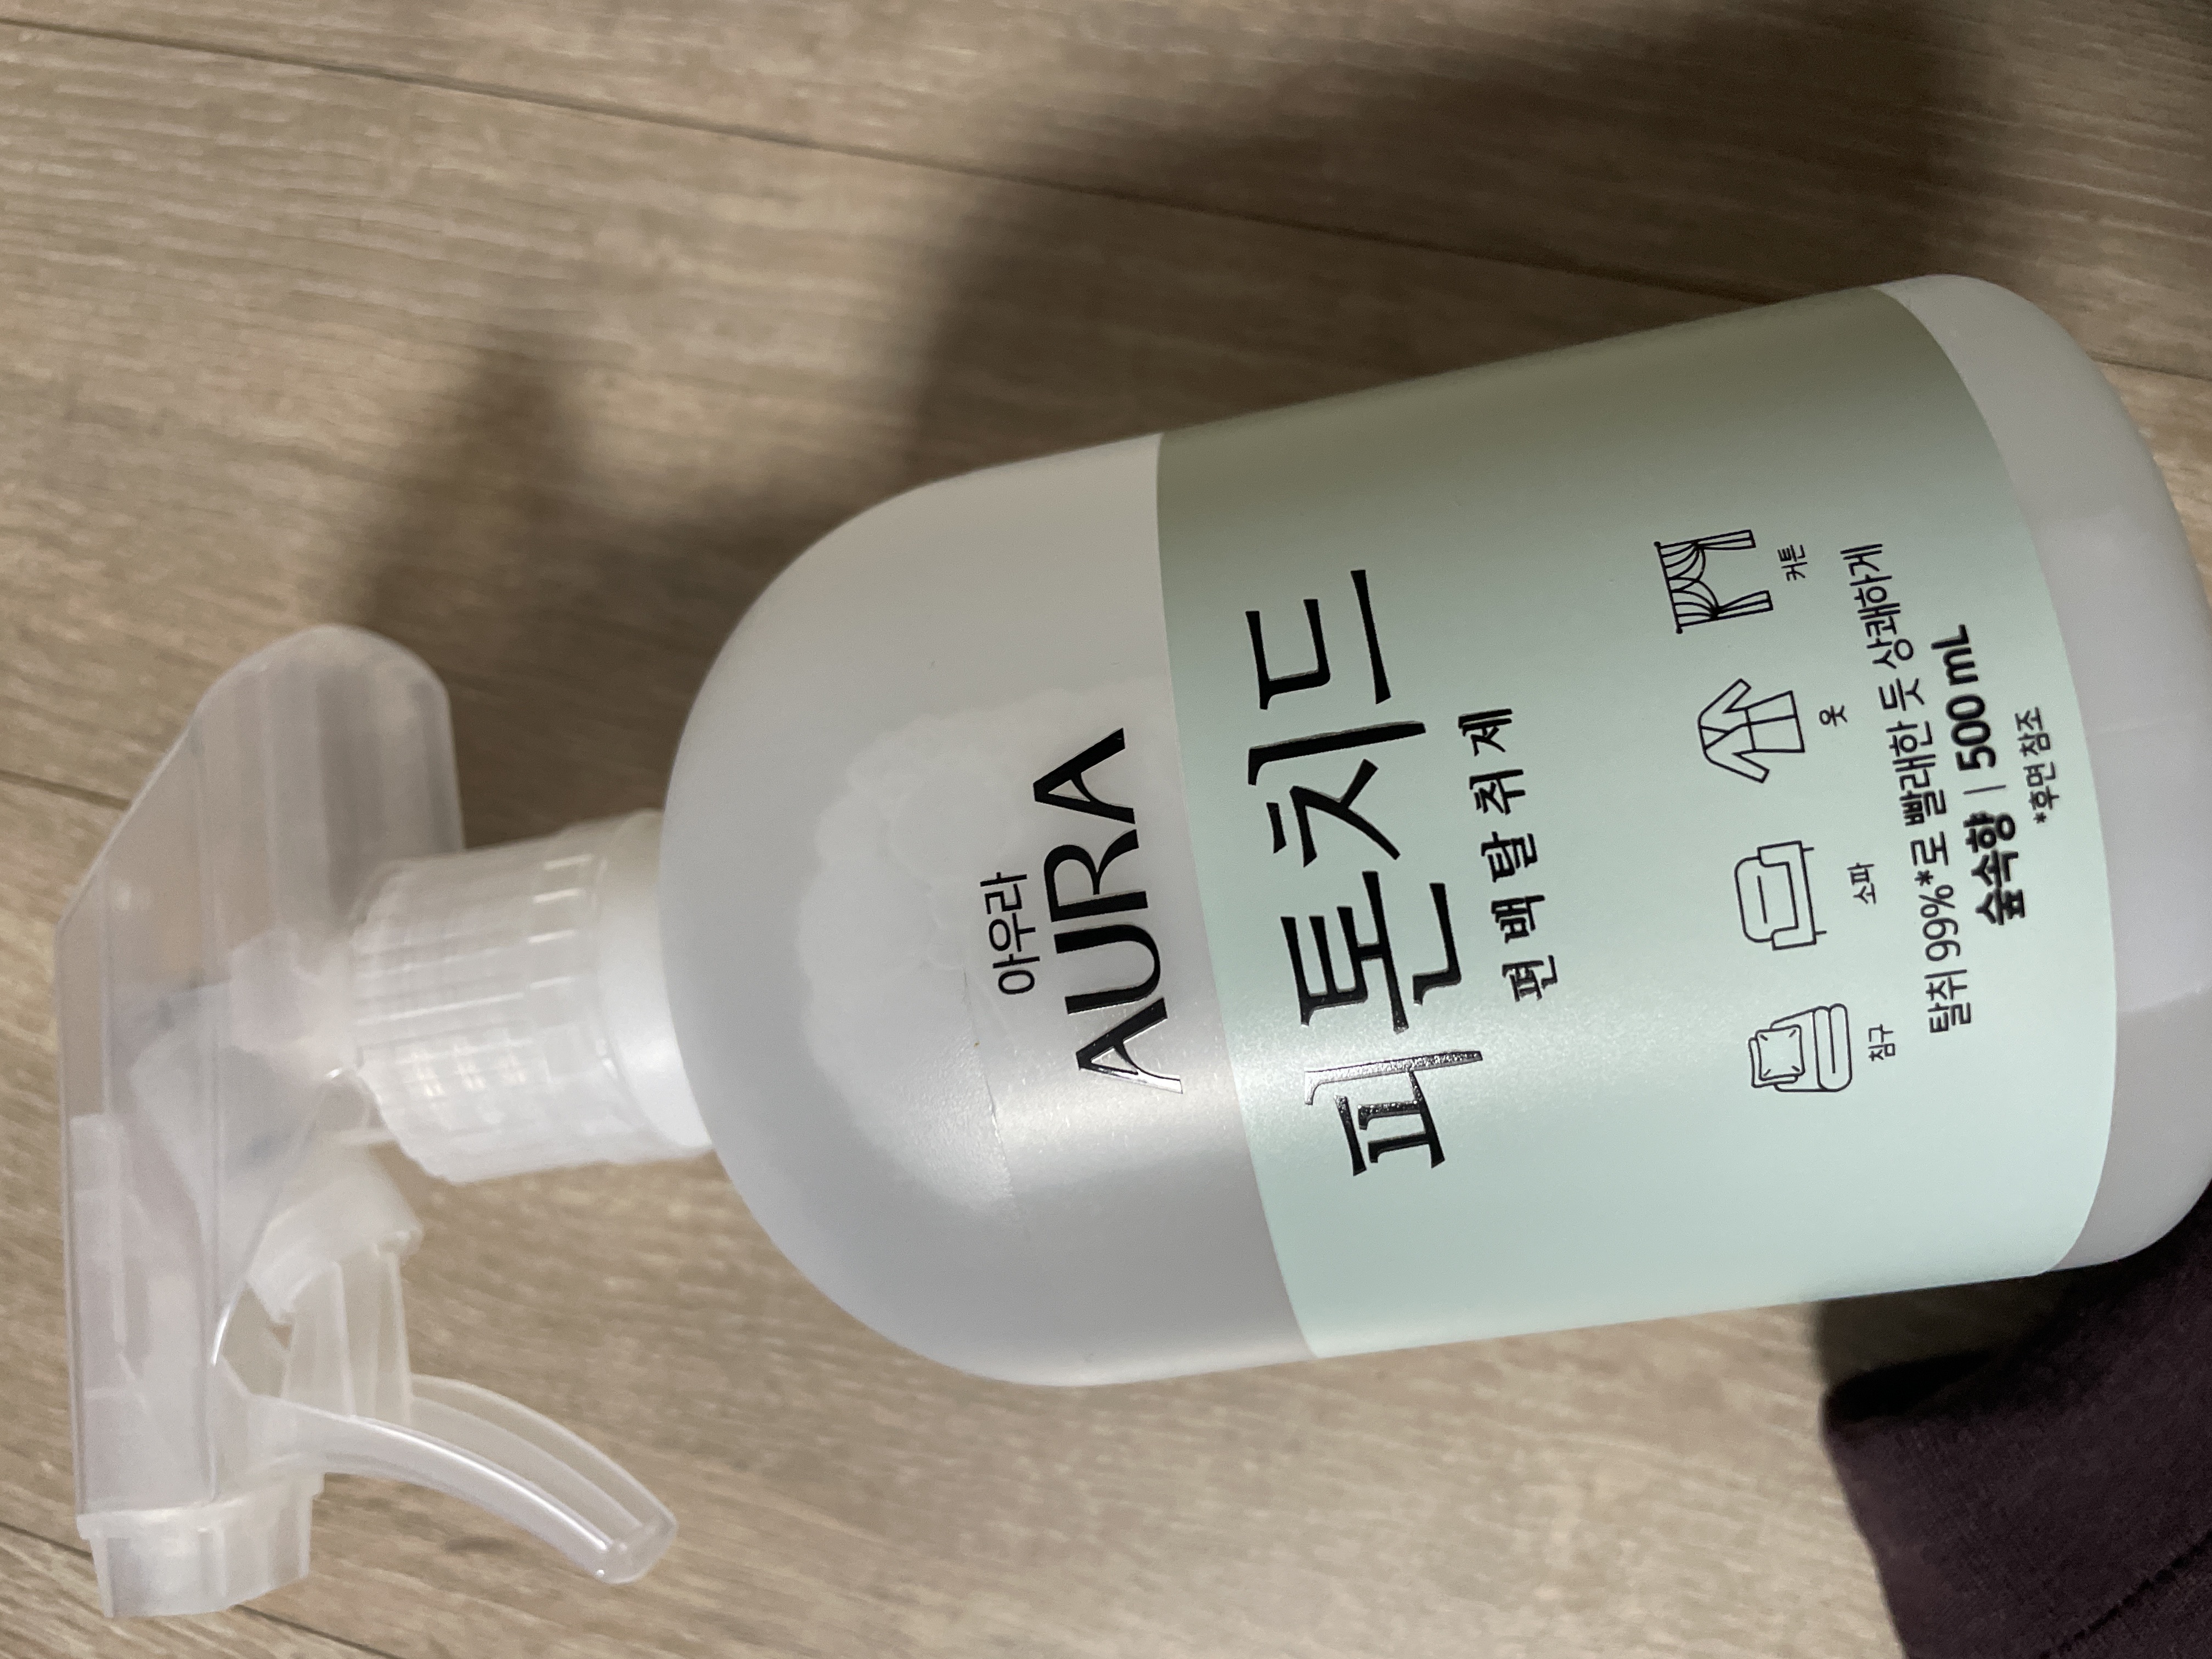 아우라
AURA
피톤치드
편백탈취제
침구 소파 옷 커튼
탈취 99%*로 빨래한 듯 상쾌하게
숲속향 | 500 mL
*후면 참조